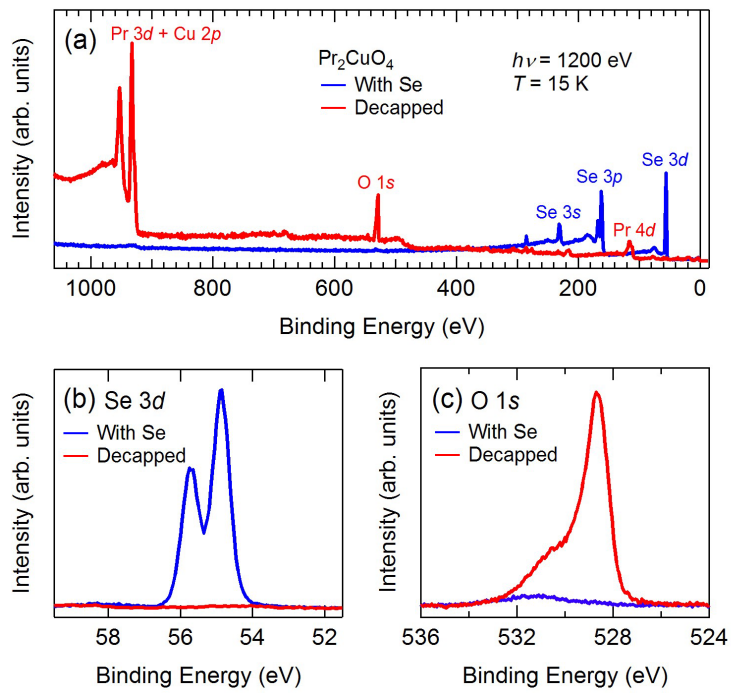 (a)
Pr 3d + Cu 2p
Pr₂CuO₄
With Se
Decapped
hν = 1200 eV
T = 15 K
O 1s
Se 3s
Se 3p
Se 3d
Pr 4d
Intensity (arb. units)
1000 800 600 400 200 0
Binding Energy (eV)
(b) Se 3d
With Se
Decapped
Intensity (arb. units)
58 56 54 52
Binding Energy (eV)
(c) O 1s
With Se
Decapped
Intensity (arb. units)
536 532 528 524
Binding Energy (eV)